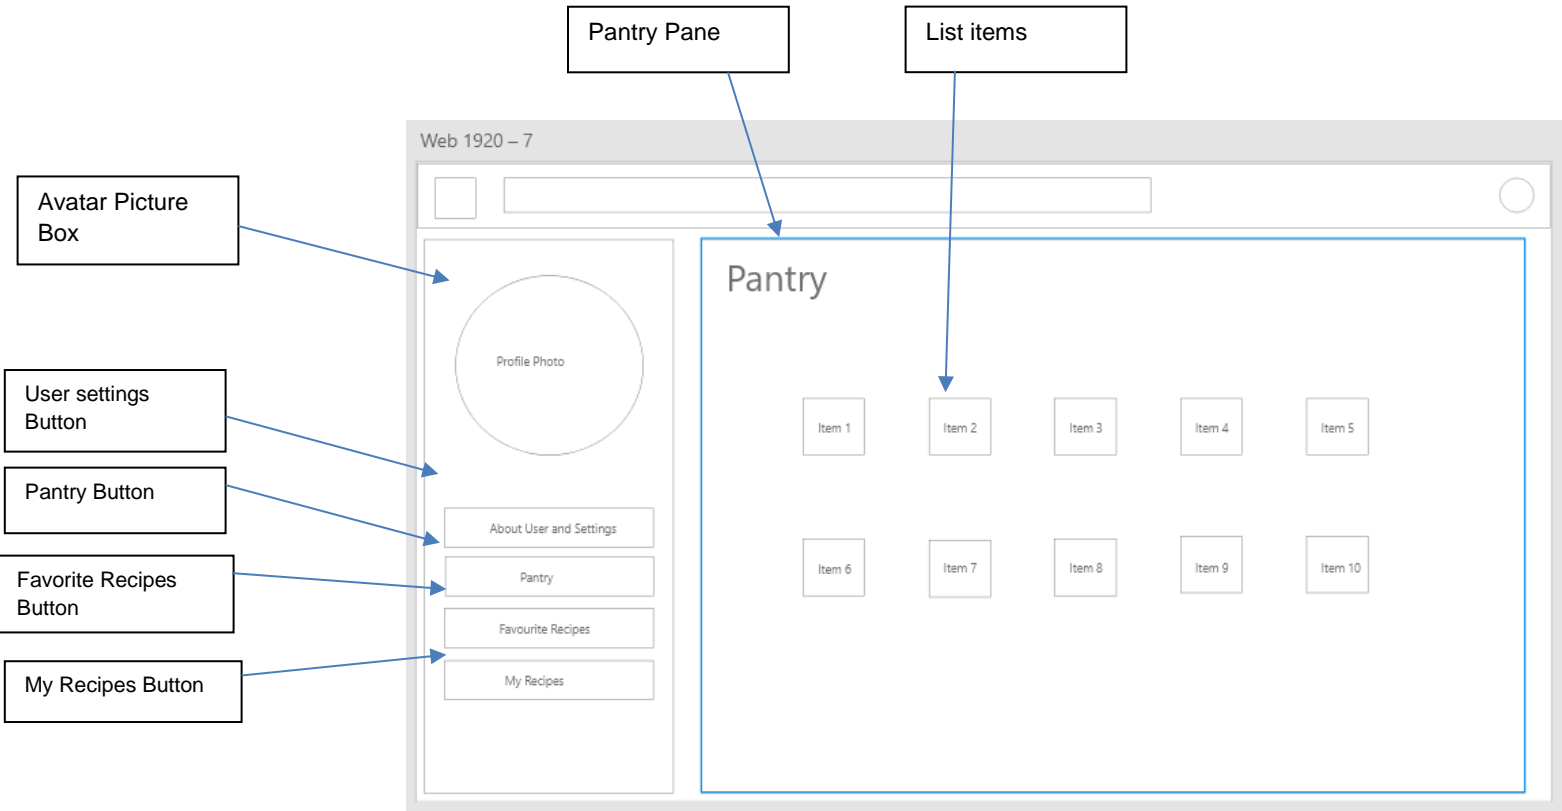 Pantry Pane
List items
Web 1920 – 7
Avatar Picture
Box
Pantry
Profile Photo
User settings
Button
Item 1
Item 2
Item 3
Item 4
Item 5
Pantry Button
About User and Settings
Favorite Recipes
Button
Pantry
Item 6
Item 7
Item 8
Item 9
Item 10
Favourite Recipes
My Recipes Button
My Recipes